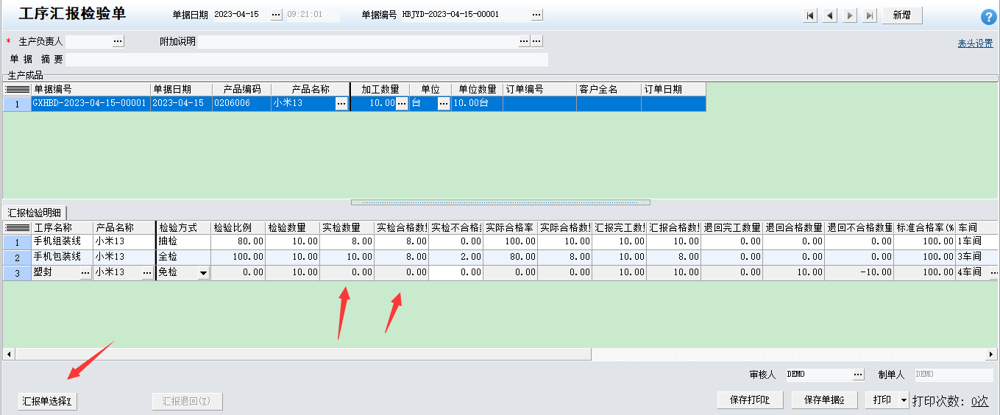 工序汇报检验单 单据日期 2023-04-15 ... 09:21:01 单据编号 HBJYD-2023-04-15-00001 ... 新增 ?
* 生产负责人 ... 附加说明 ... ... 表头设置
单 据 摘 要
生产成品
单据编号 单据日期 产品编码 产品名称 加工数量 单位 单位数量 订单编号 客户全名 订单日期
1 GXHBD-2023-04-15-00001 2023-04-15 0206006 小米13 ... 10.00 ... 台 ... 10.00台
汇报检验明细
工序名称 产品名称 检验方式 检验比例 检验数量 实检数量 实检合格数 实检不合格 实际合格率 实际合格数 汇报完工数 汇报合格数 退回完工数量 退回合格数量 退回不合格数量 标准合格率(% 车间
1 手机组装线 小米13 抽检 80.00 10.00 8.00 8.00 0.00 100.00 10.00 10.00 10.00 0.00 0.00 0.00 100.00 1车间
2 手机包装线 小米13 全检 100.00 10.00 10.00 8.00 2.00 80.00 8.00 10.00 8.00 0.00 0.00 0.00 100.00 3车间
3 塑封 ... 小米13 ... 免检 0.00 10.00 0.00 0.00 0.00 0.00 0.00 10.00 10.00 0.00 10.00 -10.00 100.00 4车间 ...
审核人 DEMO ... 制单人 DEMO
汇报单选择Y 汇报退回(T) 保存打印P 保存单据G 打印 打印次数: 0次